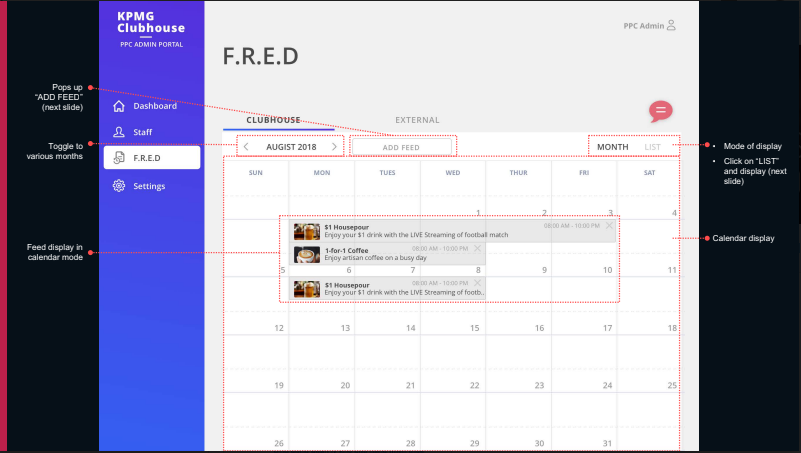 KPMG
Clubhouse
PPC ADMIN PORTAL
PPC Admin
F.R.E.D
Pops up
"ADD FEED"
(next slide)
Dashboard
CLUBHOUSE
EXTERNAL
Staff
Toggle to
various months
AUGIST 2018
ADD FEED
MONTH
LIST
• Mode of display
• Click on "LIST"
and display (next
slide)
F.R.E.D
SUN MON TUES WED THUR FRI SAT
Settings
1 2 3 4
$1 Housepour
08:00 AM - 10:00 PM
Enjoy your $1 drink with the LIVE Streaming of football match
Feed display in
calendar mode
Calendar display
1-for-1 Coffee
08:00 AM - 10:00 PM
Enjoy artisan coffee on a busy day
5 6 7 8 9 10 11
$1 Housepour
08:00 AM - 10:00 PM
Enjoy your $1 drink with the LIVE Streaming of footb..
12 13 14 15 16 17 18
19 20 21 22 23 24 25
26 27 28 29 30 31